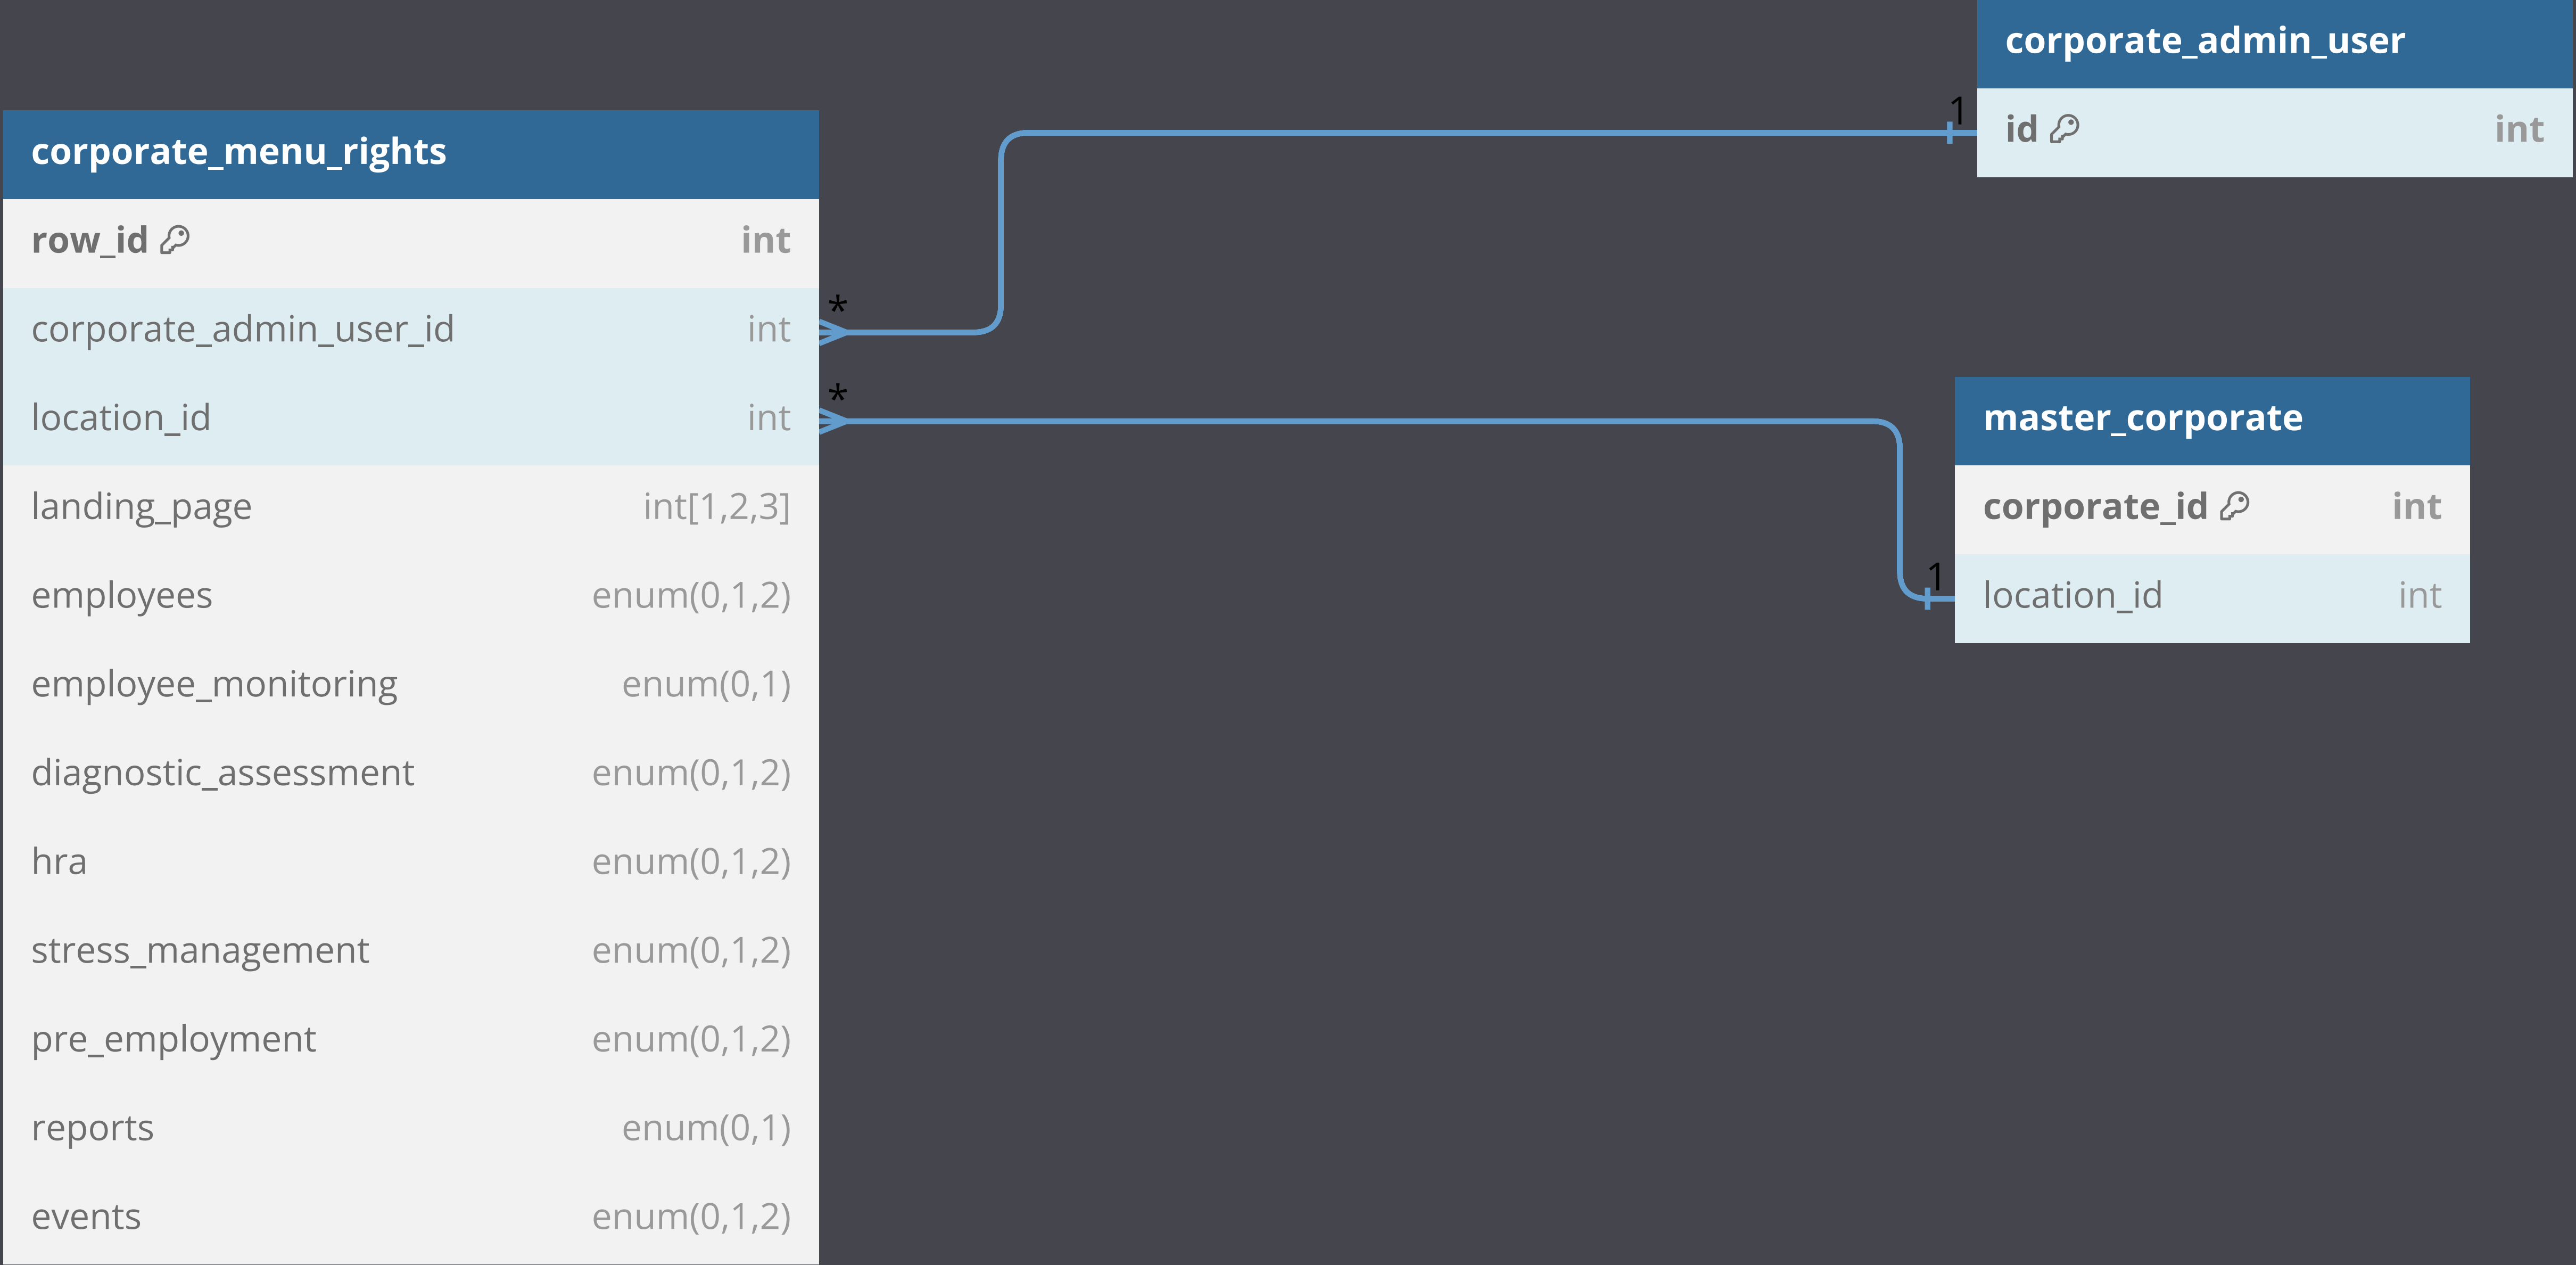 corporate_admin_user
id int
corporate_menu_rights
row_id int
corporate_admin_user_id int
location_id int
landing_page int[1,2,3]
employees enum(0,1,2)
employee_monitoring enum(0,1)
diagnostic_assessment enum(0,1,2)
hra enum(0,1,2)
stress_management enum(0,1,2)
pre_employment enum(0,1,2)
reports enum(0,1)
events enum(0,1,2)
*
1
*
1
master_corporate
corporate_id int
location_id int